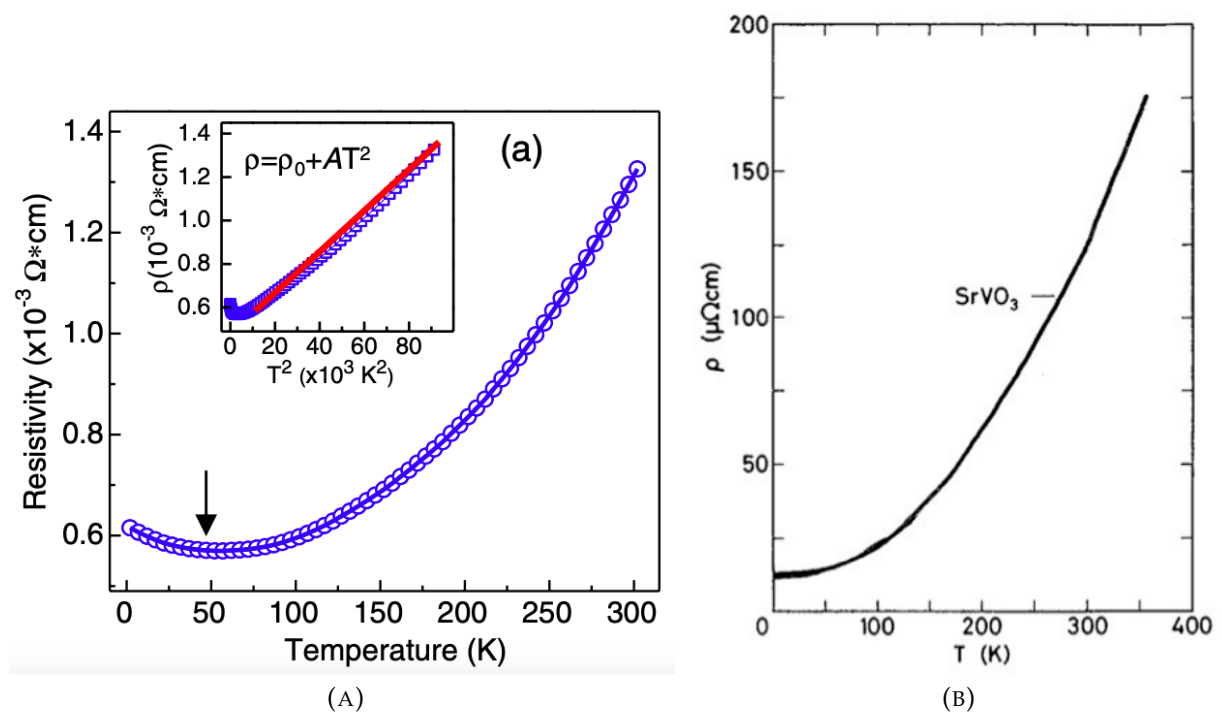 (a)
ρ=ρ₀+AT²
ρ(10⁻³ Ω*cm)
1.4
1.2
1.0
0.8
0.6
0 20 40 60 80
T² (x10³ K²)
Resistivity (x10⁻³ Ω*cm)
1.4
1.3
1.0
0.8
0.6
0 50 100 150 200 250 300
Temperature (K)
(A)
ρ (μΩcm)
200
150
100
50
SrVO₃
0 100 200 300 400
T (K)
(B)